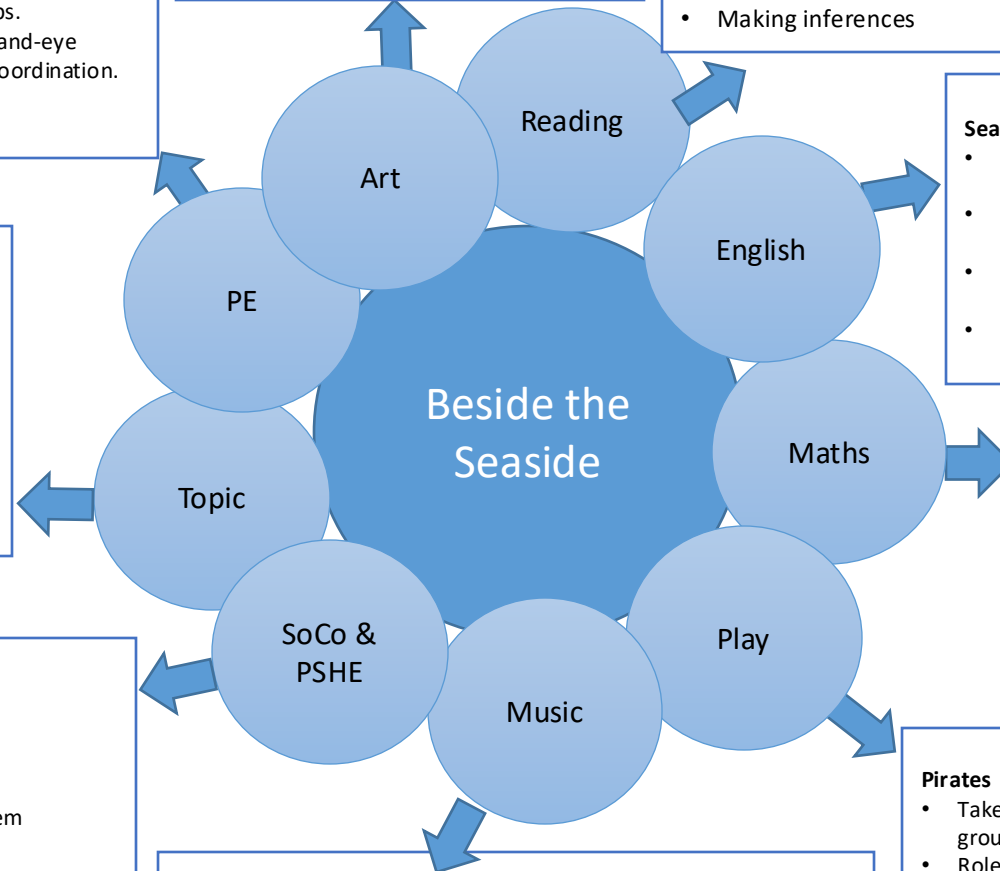 • Making inferences
and-eye
oordination.
Reading
Art
Sea
•
•
•
•
English
PE
Beside the
Seaside
Maths
Topic
SoCo &
PSHE
Play
Music
Pirates
• Take
grou
• Role
em